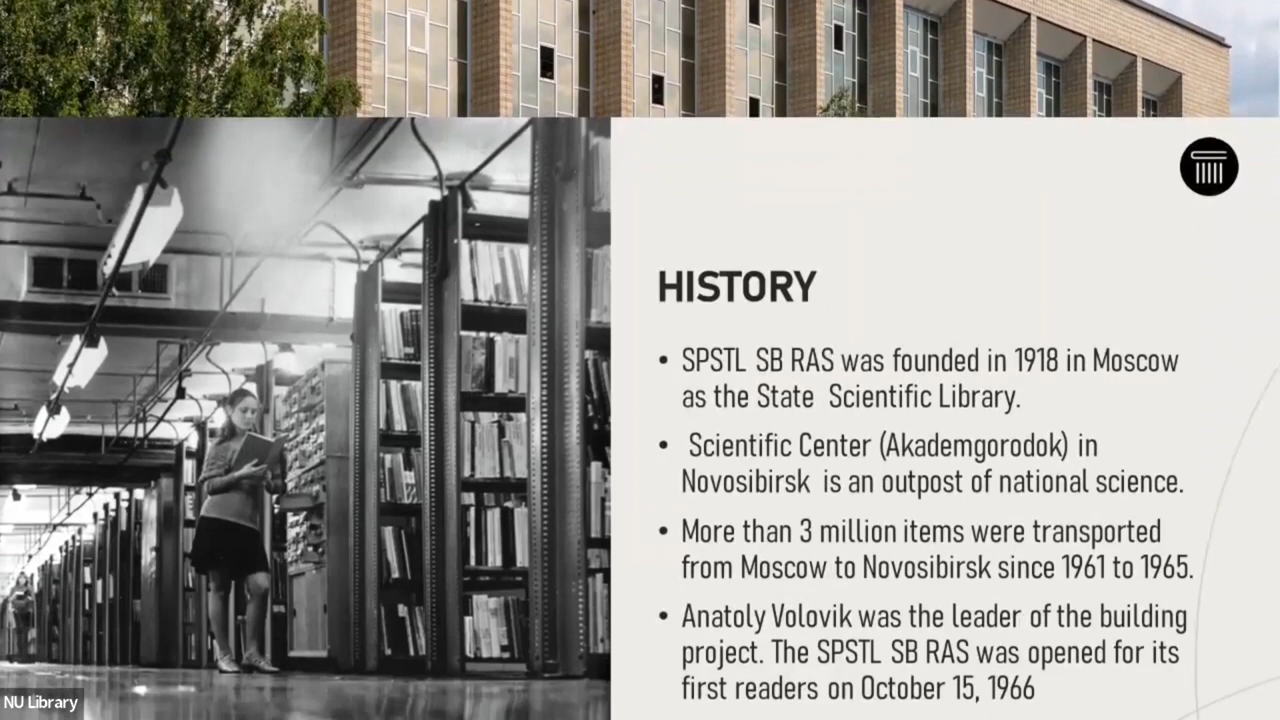 HISTORY
• SPSTL SB RAS was founded in 1918 in Moscow
as the State Scientific Library.
• Scientific Center (Akademgorodok) in
Novosibirsk is an outpost of national science.
• More than 3 million items were transported
from Moscow to Novosibirsk since 1961 to 1965.
• Anatoly Volovik was the leader of the building
project. The SPSTL SB RAS was opened for its
first readers on October 15, 1966
NU Library